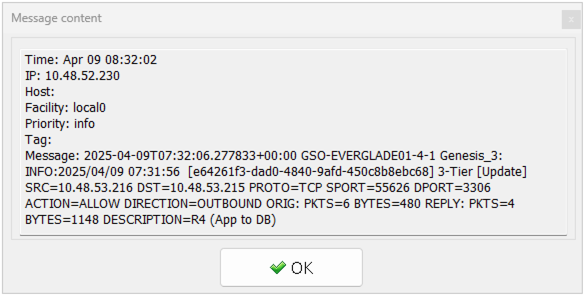 Message content
x
Time: Apr 09 08:32:02
IP: 10.48.52.230
Host:
Facility: local0
Priority: info
Tag:
Message: 2025-04-09T07:32:06.277833+00:00 GSO-EVERGLADE01-4-1 Genesis_3:
INFO:2025/04/09 07:31:56  [e64261f3-dad0-4840-9afd-450c8b8ebc68] 3-Tier [Update]
SRC=10.48.53.216 DST=10.48.53.215 PROTO=TCP SPORT=55626 DPORT=3306
ACTION=ALLOW DIRECTION=OUTBOUND ORIG: PKTS=6 BYTES=480 REPLY: PKTS=4
BYTES=1148 DESCRIPTION=R4 (App to DB)
OK